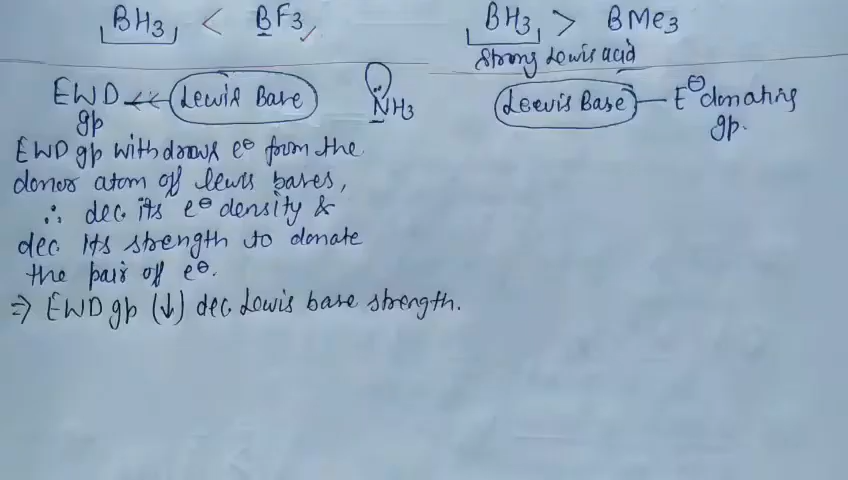 BH3 < BF3
BH3 > BMe3
Strong Lewis acid
EWD gp
Lewis Base
NH3
Lewis Base
E⊖ donating gp.
EWD gp withdraws e⊖ from the
donor atom of lewis bases,
∴ dec. its e⊖ density &
dec. its strength to donate
the pair of e⊖.
⇒ EWD gp (↓) dec. Lewis base strength.